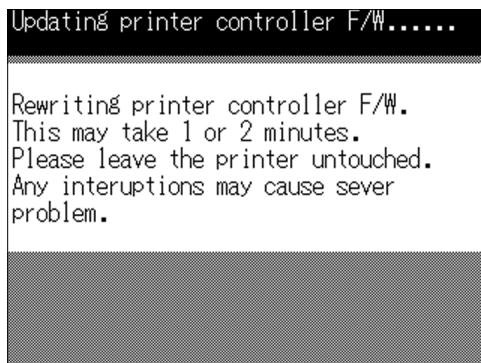 Updating printer controller F/W......
Rewriting printer controller F/W.
This may take 1 or 2 minutes.
Please leave the printer untouched.
Any interuptions may cause sever
problem.